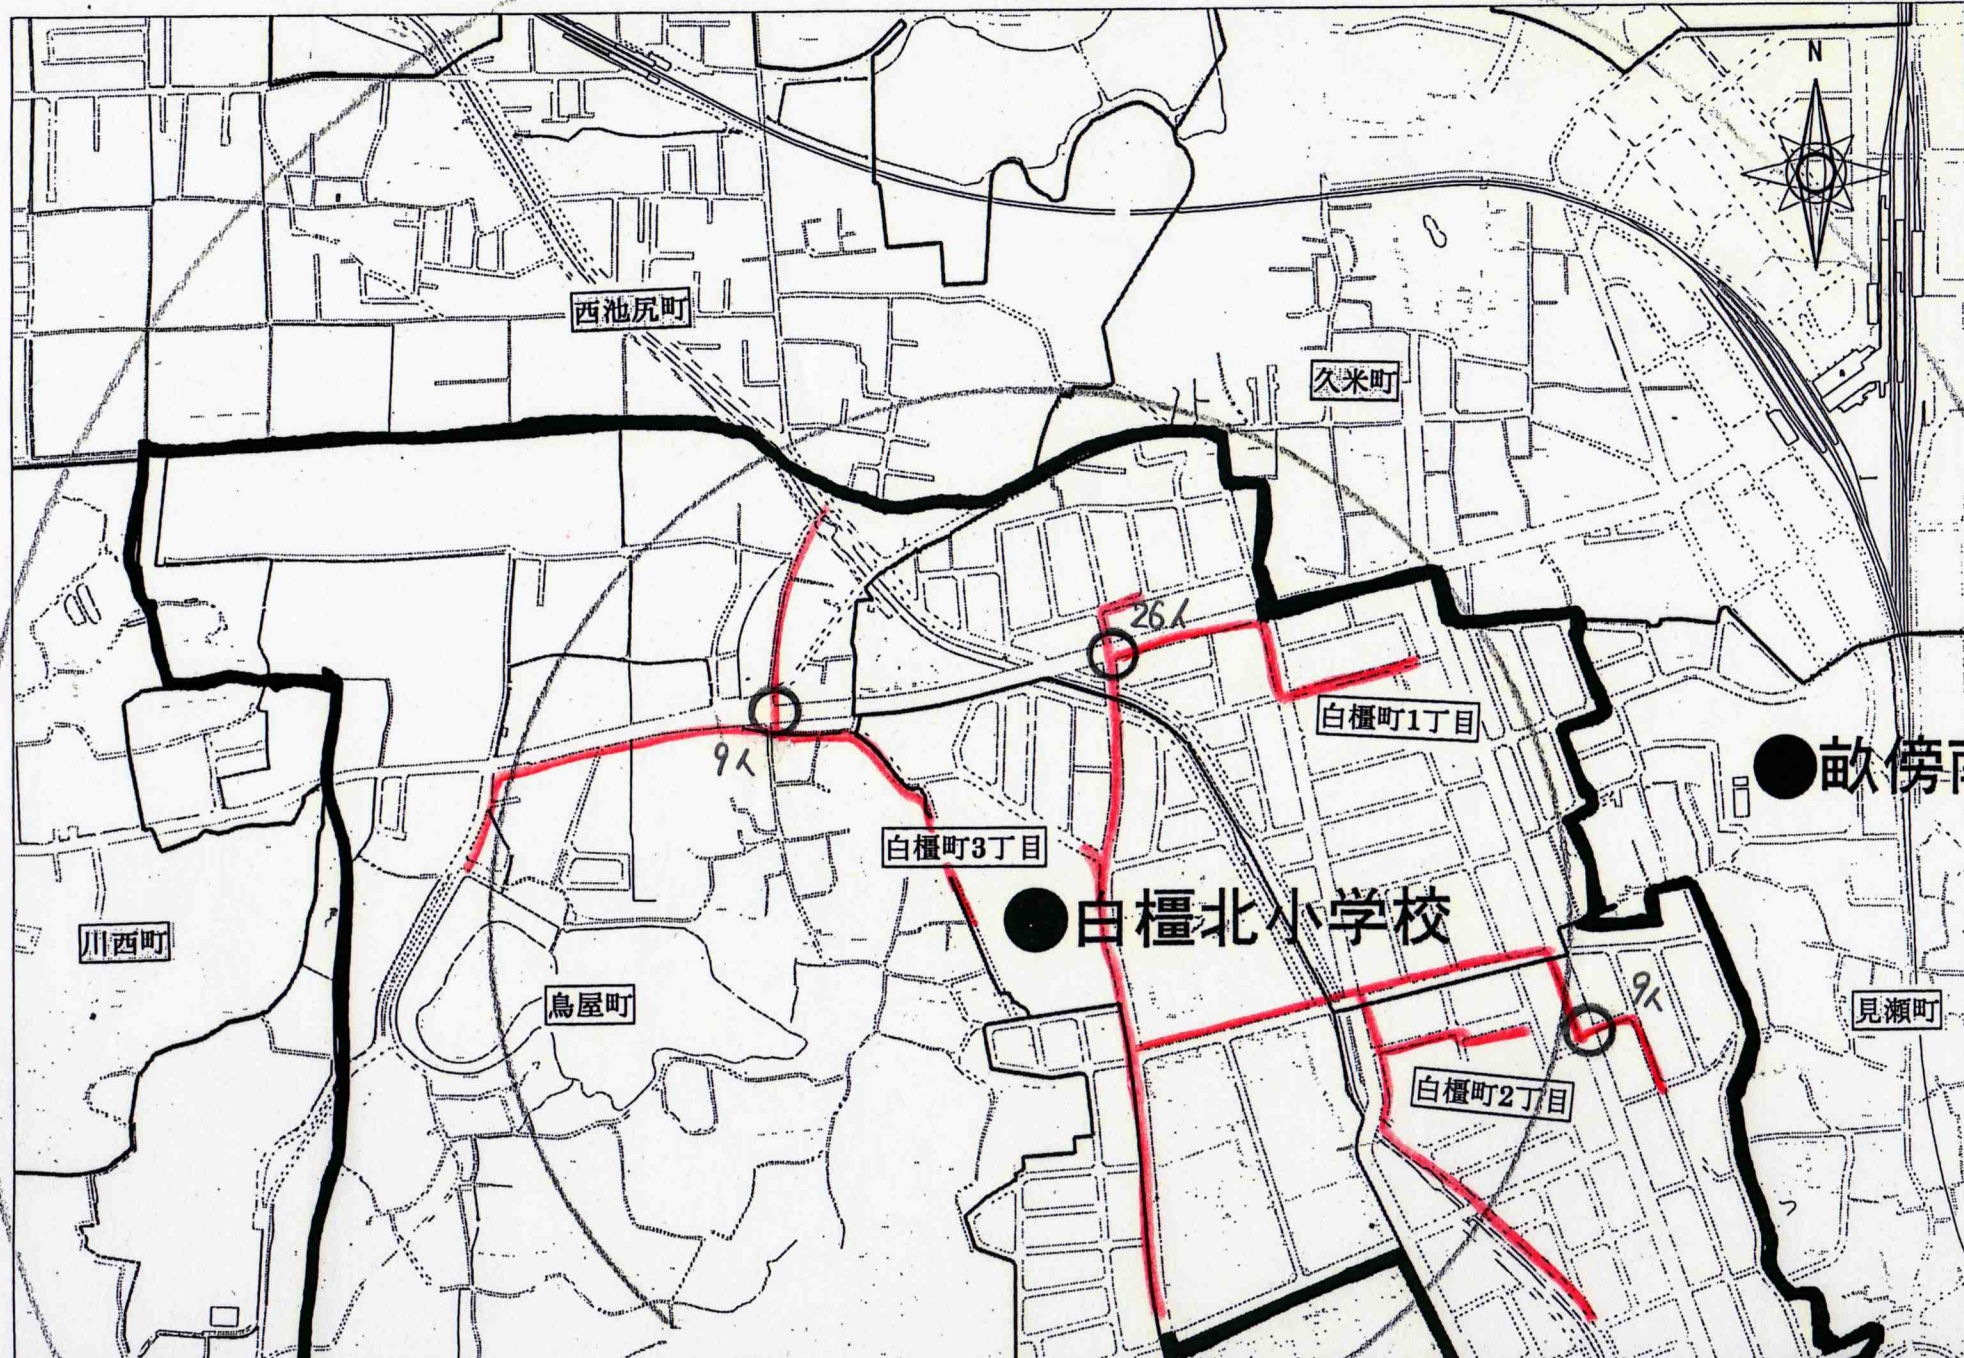 N
西池尻町
久米町
26人
白橿町1丁目
9人
畝傍
白橿町3丁目
白橿北小学校
川西町
鳥屋町
9人
見瀬町
白橿町2丁目